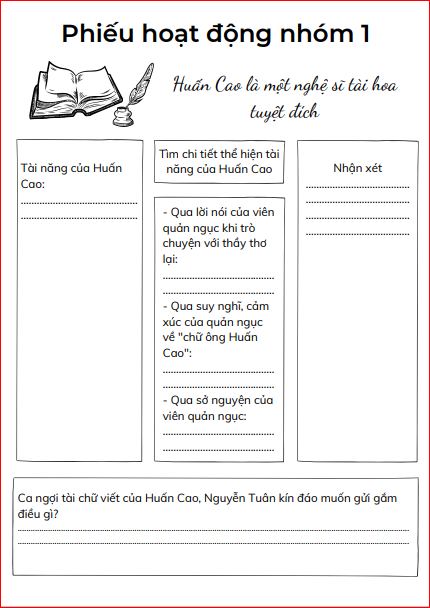 Phiếu hoạt động nhóm 1
Huấn Cao là một nghệ sĩ tài hoa
tuyệt đích
Tài năng của Huấn
Cao:
Tìm chi tiết thể hiện tài
năng của Huấn Cao
- Qua lời nói của viên
quản ngục khi trò
chuyện với thầy thơ
lại:
- Qua suy nghĩ, cảm
xúc của quản ngục
về "chữ ông Huấn
Cao":
- Qua sở nguyện của
viên quản ngục:
Nhận xét
Ca ngợi tài chữ viết của Huấn Cao, Nguyễn Tuân kín đáo muốn gửi gắm
điều gì?